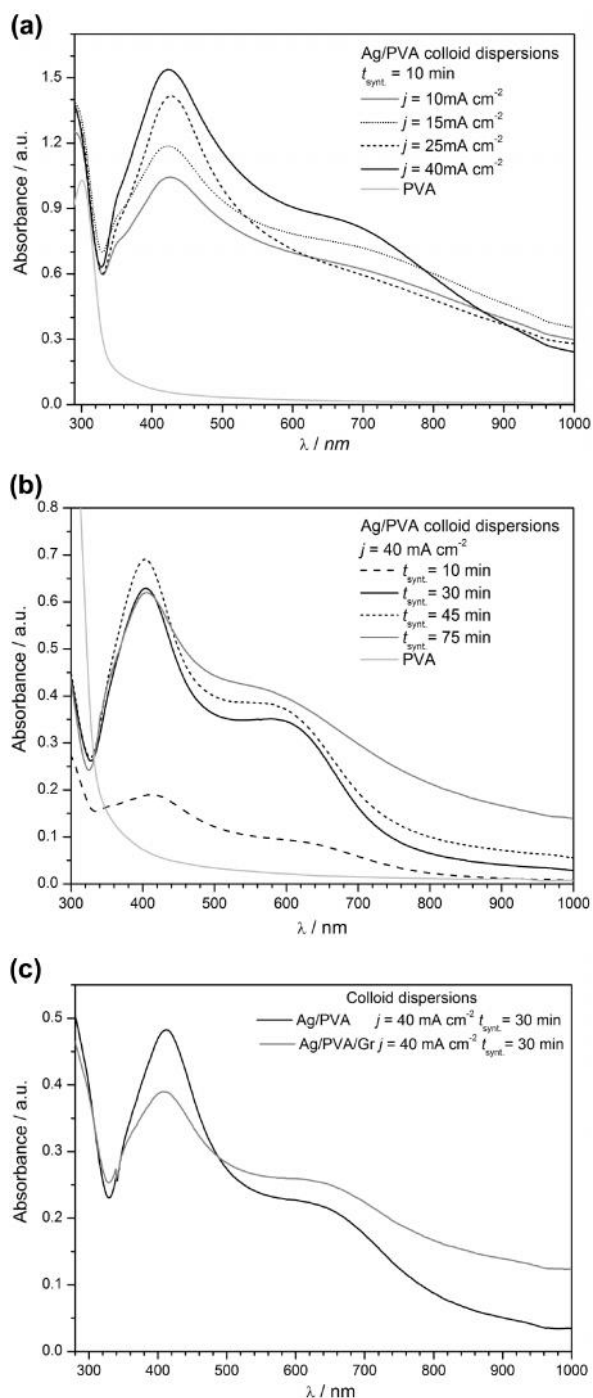 (a)
Ag/PVA colloid dispersions
t_synt. = 10 min
j = 10mA cm⁻²
j = 15mA cm⁻²
j = 25mA cm⁻²
j = 40mA cm⁻²
PVA
Absorbance / a.u.
1.5
1.2
0.9
0.6
0.3
0.0
300 400 500 600 700 800 900 1000
λ / nm
(b)
Ag/PVA colloid dispersions
j = 40 mA cm⁻²
t_synt. = 10 min
t_synt. = 30 min
t_synt. = 45 min
t_synt. = 75 min
PVA
Absorbance / a.u.
0.8
0.7
0.6
0.5
0.4
0.3
0.2
0.1
0.0
300 400 500 600 700 800 900 1000
λ / nm
(c)
Colloid dispersions
Ag/PVA j = 40 mA cm⁻² t_synt. = 30 min
Ag/PVA/Gr j = 40 mA cm⁻² t_synt. = 30 min
Absorbance / a.u.
0.5
0.4
0.3
0.2
0.1
0.0
300 400 500 600 700 800 900 1000
λ / nm